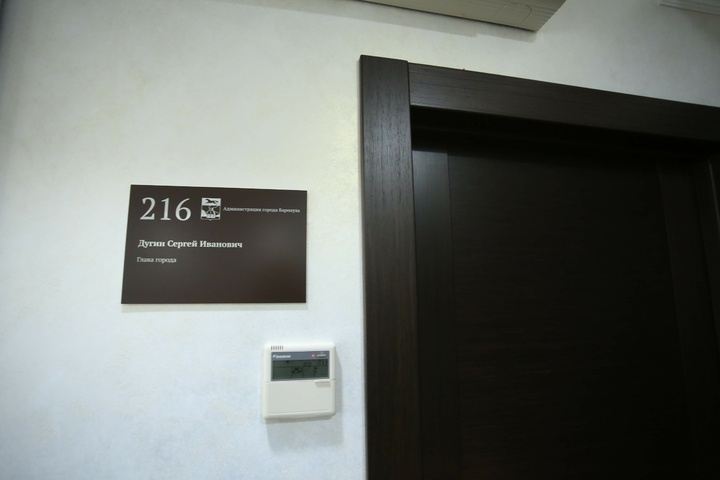 216 Администрация города Барнаула
Дугин Сергей Иванович
Глава города